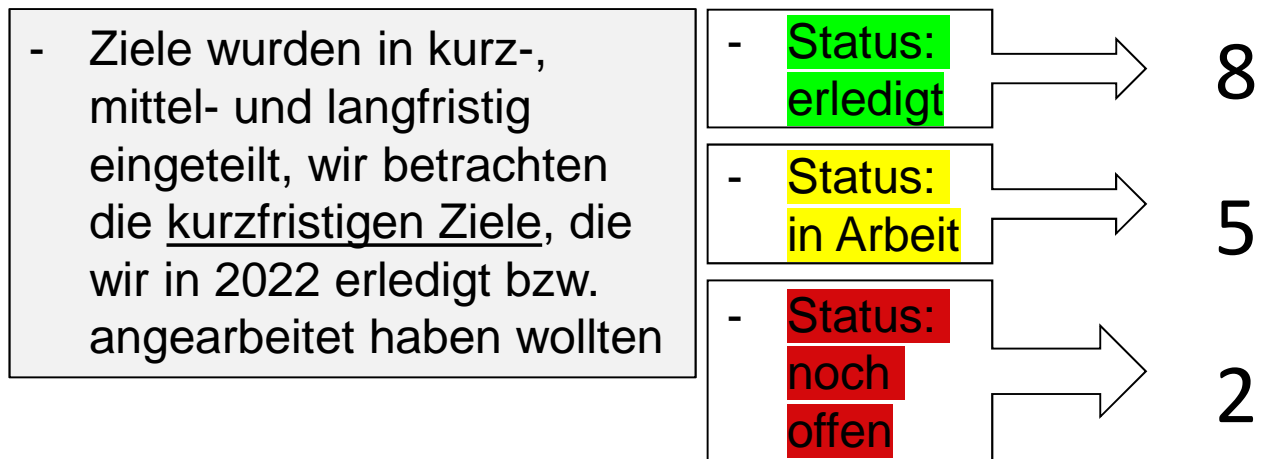 - Ziele wurden in kurz-,
mittel- und langfristig
eingeteilt, wir betrachten
die kurzfristigen Ziele, die
wir in 2022 erledigt bzw.
angearbeitet haben wollten
- Status:
erledigt
8
- Status:
in Arbeit
5
- Status:
noch
offen
2